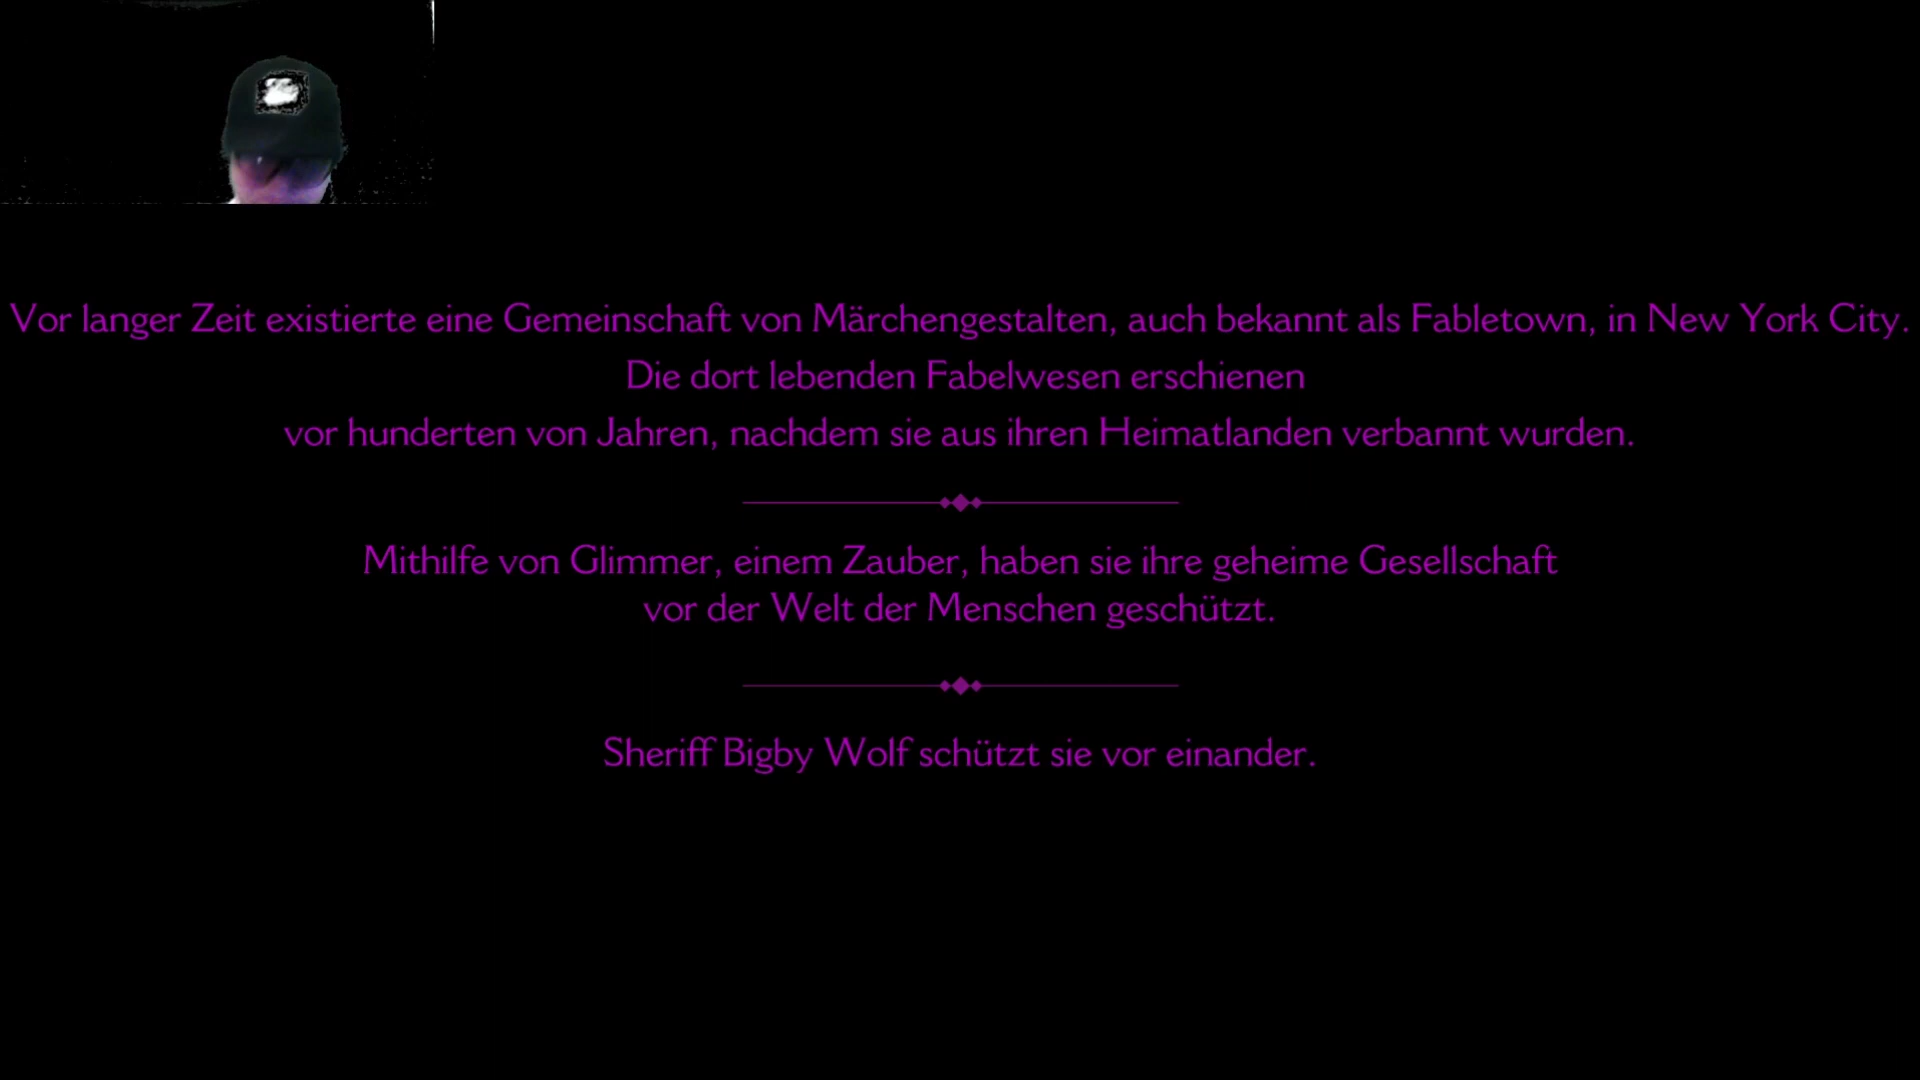 Vor langer Zeit existierte eine Gemeinschaft von Märchengestalten, auch bekannt als Fabletown, in New York City.
Die dort lebenden Fabelwesen erschienen
vor hunderten von Jahren, nachdem sie aus ihren Heimatlanden verbannt wurden.
Mithilfe von Glimmer, einem Zauber, haben sie ihre geheime Gesellschaft
vor der Welt der Menschen geschützt.
Sheriff Bigby Wolf schützt sie vor einander.